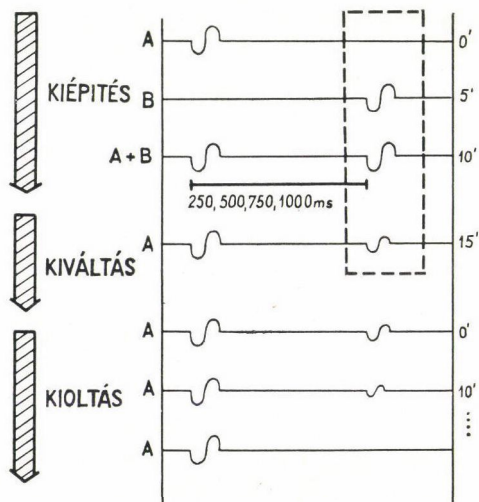 A 0'
KIÉPITÉS B 5'
A + B 10'
250, 500, 750, 1000 ms
KIVÁLTÁS A 15'
A 0'
KIOLTÁS A 10'
A